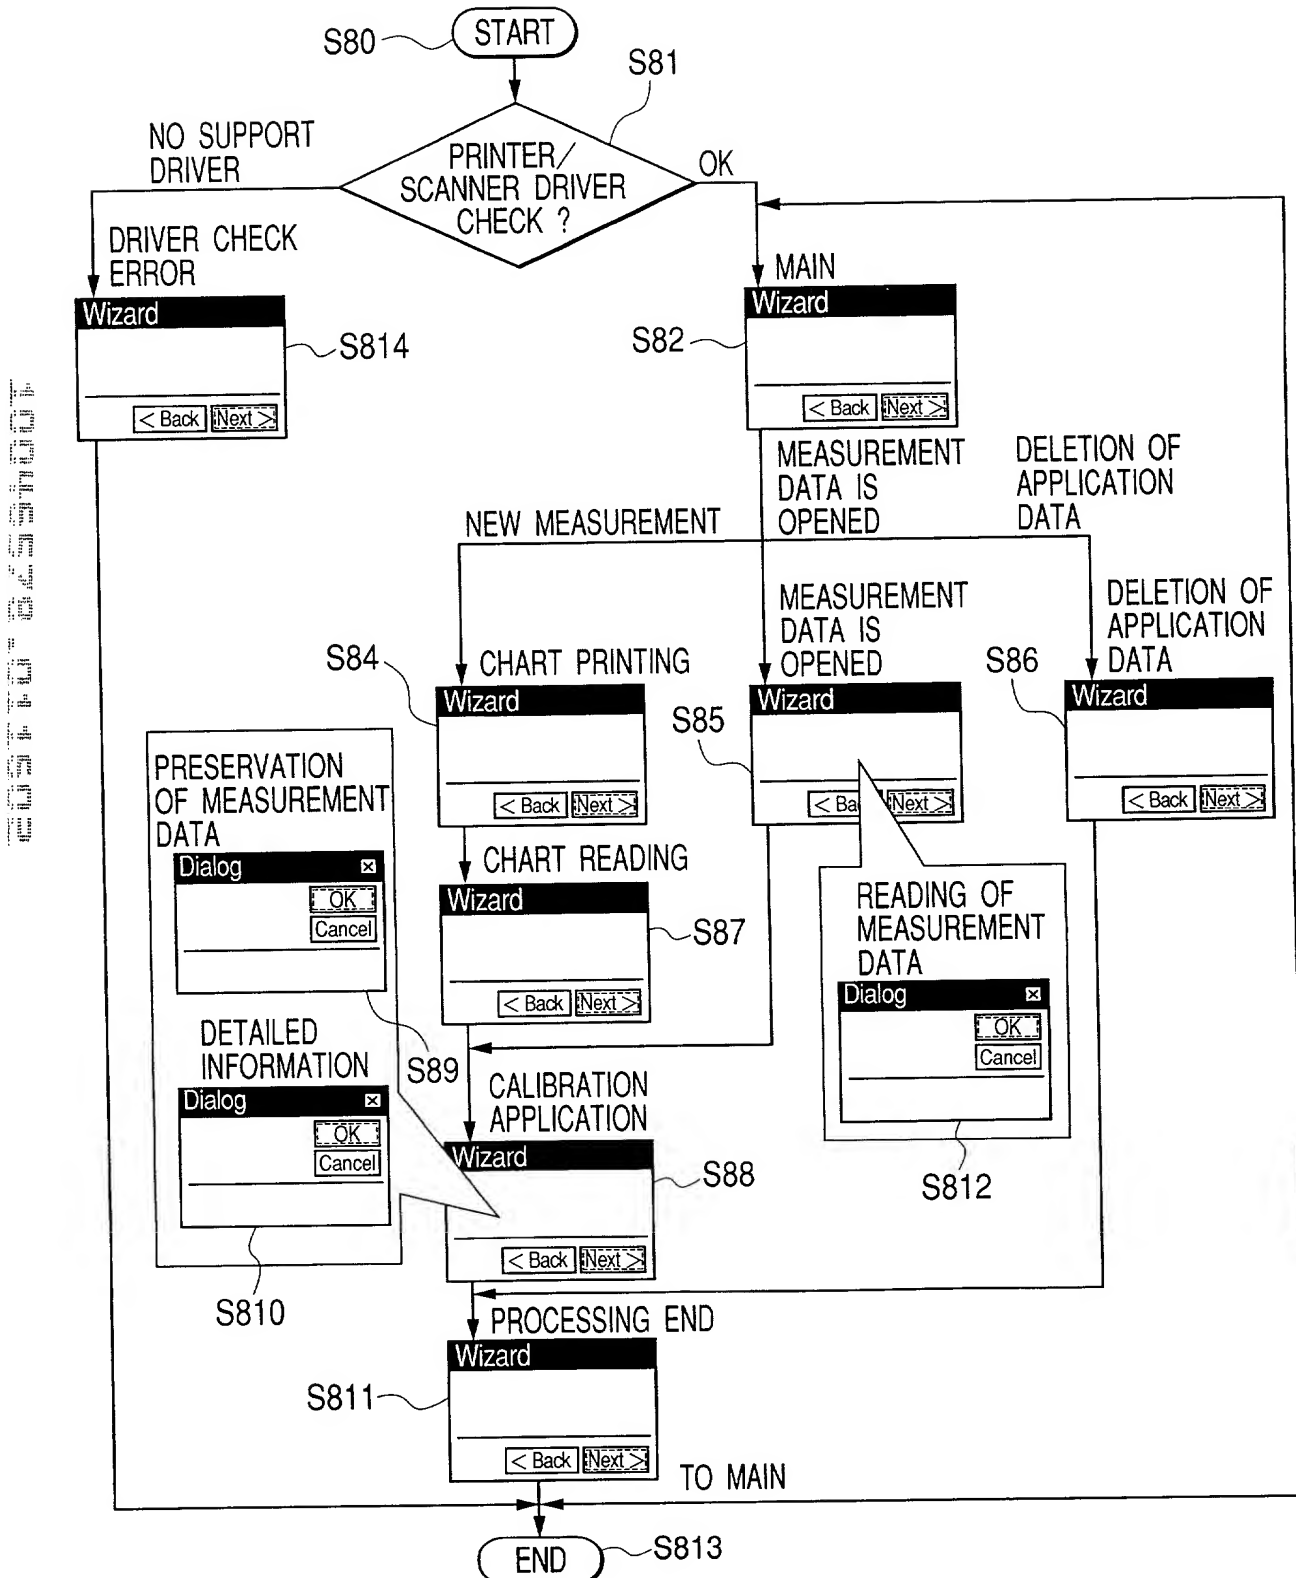 START
S80
S81
NO SUPPORT
DRIVER
PRINTER/
SCANNER DRIVER
CHECK ?
OK
DRIVER CHECK
ERROR
MAIN
Wizard
S814
< Back
Next >
Wizard
S82
< Back
Next >
MEASUREMENT
DATA IS
OPENED
DELETION OF
APPLICATION
DATA
NEW MEASUREMENT
MEASUREMENT
DATA IS
OPENED
DELETION OF
APPLICATION
DATA
S84
CHART PRINTING
Wizard
< Back
Next >
S85
Wizard
Next >
S86
Wizard
< Back
Next >
PRESERVATION
OF MEASUREMENT
DATA
Dialog
OK
Cancel
S89
CHART READING
Wizard
S87
< Back
Next >
READING OF
MEASUREMENT
DATA
Dialog
OK
Cancel
S812
DETAILED
INFORMATION
Dialog
OK
Cancel
S810
CALIBRATION
APPLICATION
Wizard
S88
< Back
Next >
PROCESSING END
Wizard
S811
< Back
Next >
TO MAIN
END
S813